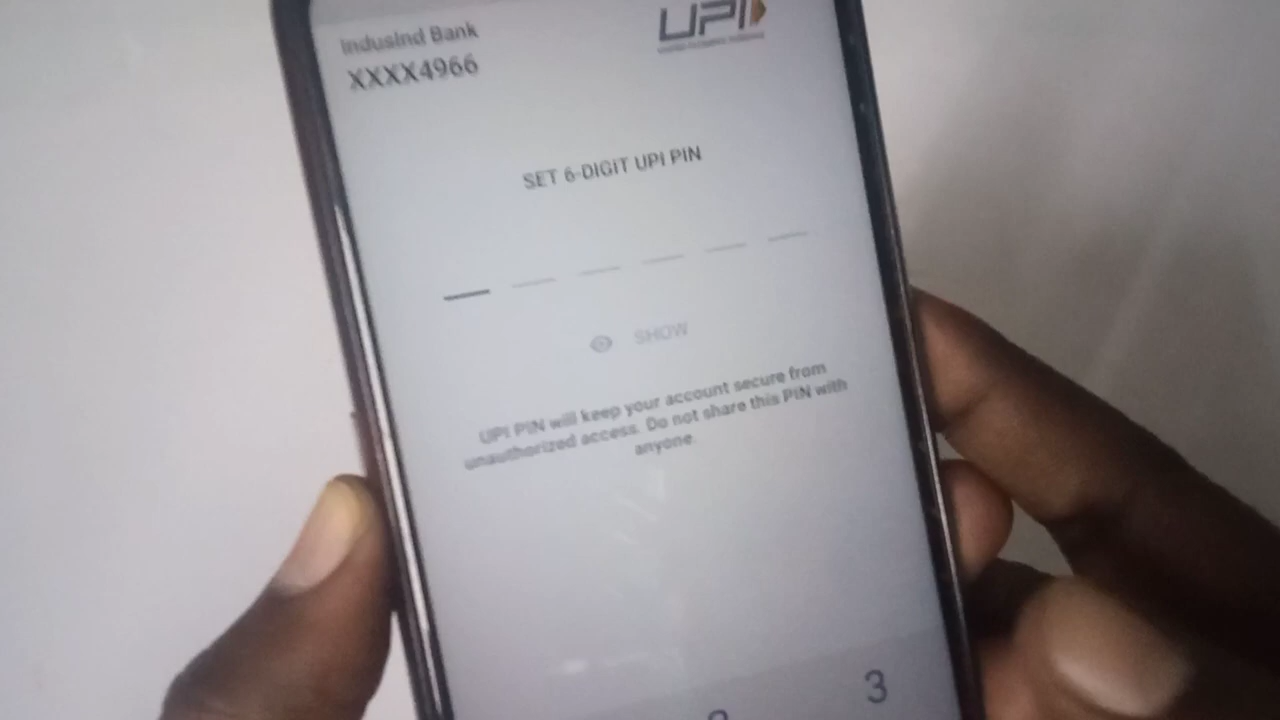 IndusInd Bank
UPI
XXXX4966
SET 6-DIGIT UPI PIN
SHOW
UPI PIN will keep your account secure from
unauthorized access. Do not share this PIN with
anyone.
3